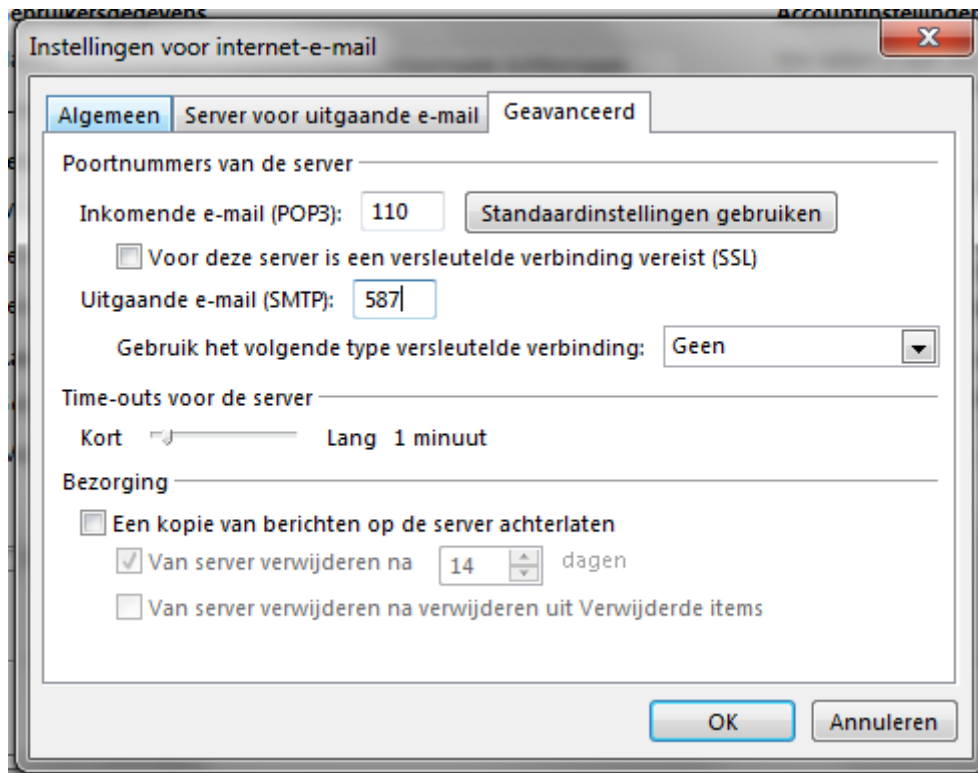 Accountinstellingen
Instellingen voor internet-e-mail
Algemeen Server voor uitgaande e-mail Geavanceerd
Poortnummers van de server
Inkomende e-mail (POP3): 110 Standaardinstellingen gebruiken
Voor deze server is een versleutelde verbinding vereist (SSL)
Uitgaande e-mail (SMTP): 587
Gebruik het volgende type versleutelde verbinding: Geen
Time-outs voor de server
Kort Lang 1 minuut
Bezorging
Een kopie van berichten op de server achterlaten
Van server verwijderen na 14 dagen
Van server verwijderen na verwijderen uit Verwijderde items
OK Annuleren